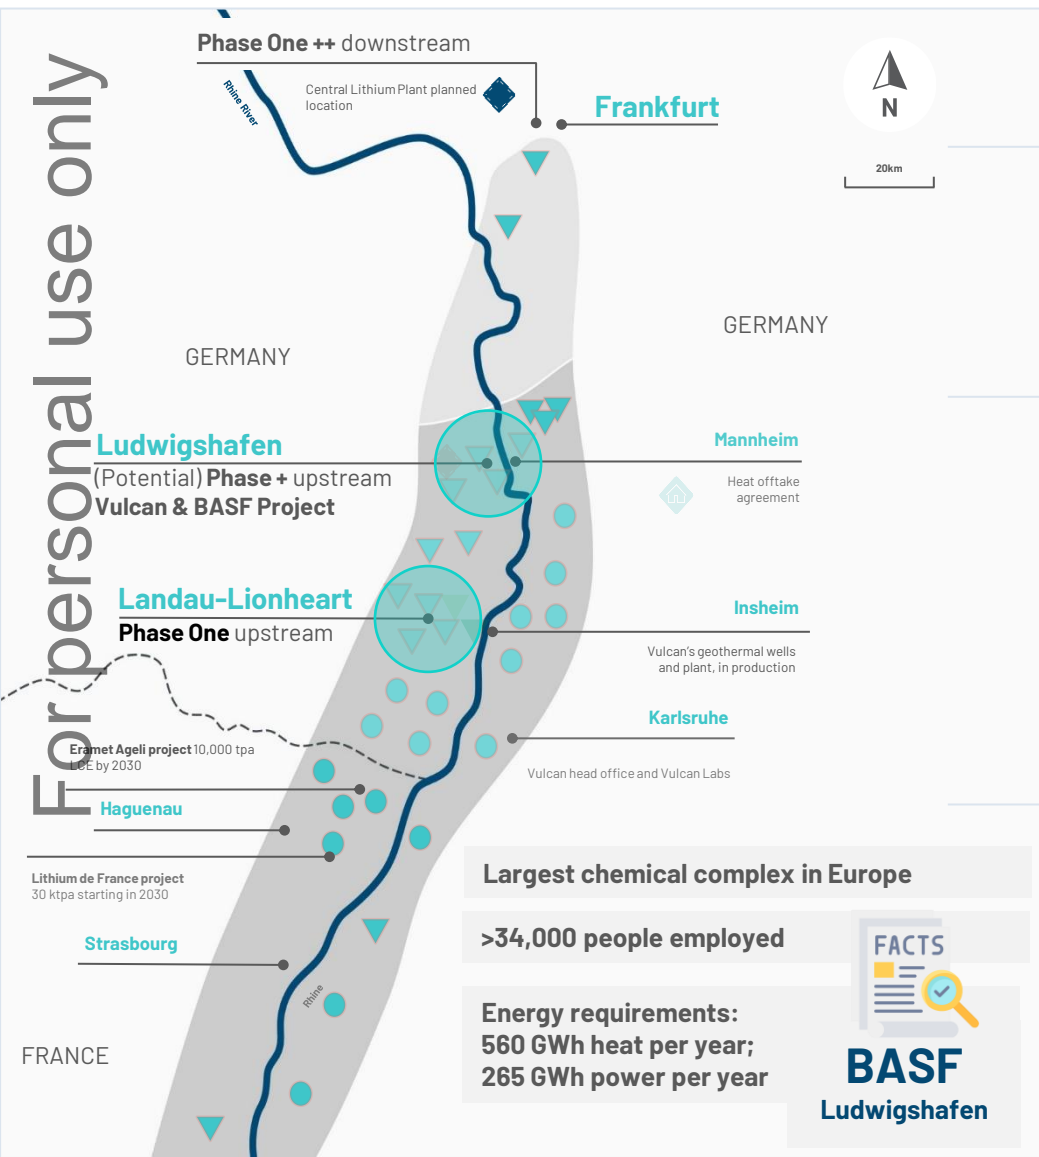 For personal use only
Phase One ++ downstream
Rhine River
Central Lithium Plant planned
location
Frankfurt
N
20km
GERMANY
GERMANY
Ludwigshafen
(Potential) Phase + upstream
Vulcan & BASF Project
Mannheim
Heat offtake
agreement
Landau-Lionheart
Phase One upstream
Insheim
Vulcan's geothermal wells
and plant, in production
Karlsruhe
Vulcan head office and Vulcan Labs
Eramet Ageli project 10,000 tpa
LCE by 2030
Haguenau
Lithium de France project
30 ktpa starting in 2030
Strasbourg
Rhine
FRANCE
Largest chemical complex in Europe
>34,000 people employed
Energy requirements:
560 GWh heat per year;
265 GWh power per year
FACTS
BASF
Ludwigshafen